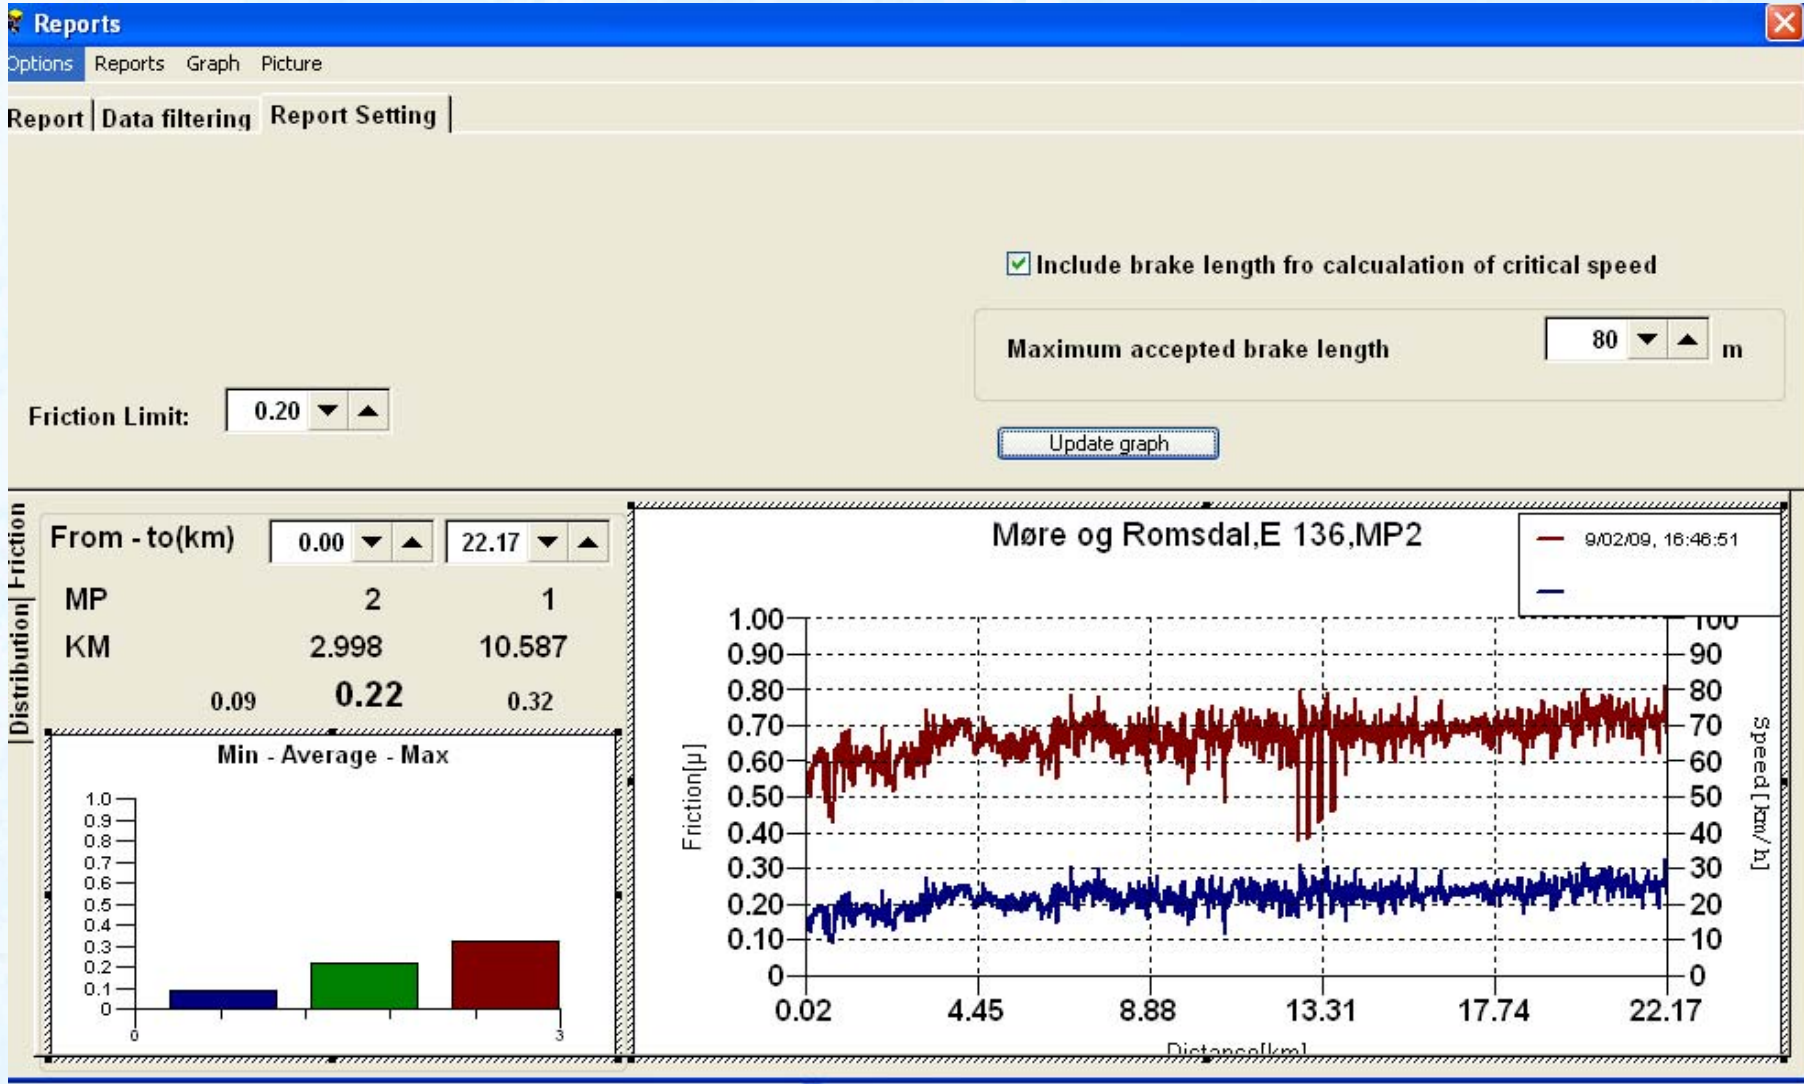 Reports
Options Reports Graph Picture
Report Data filtering Report Setting
Include brake length fro calcualation of critical speed
Maximum accepted brake length 80 m
Friction Limit: 0.20
Update graph
Friction
Distribution
From - to(km) 0.00 22.17
MP 2 1
KM 2.998 10.587
0.09 0.22 0.32
Min - Average - Max
1.0
0.9
0.8
0.7
0.6
0.5
0.4
0.3
0.2
0.1
0
0 3
Møre og Romsdal,E 136,MP2
9/02/09, 16:46:51
Friction[µ]
1.00
0.90
0.80
0.70
0.60
0.50
0.40
0.30
0.20
0.10
0
100
90
80
70
60
50
40
30
20
10
0
Speed[km/h]
0.02 4.45 8.88 13.31 17.74 22.17
Distance[km]